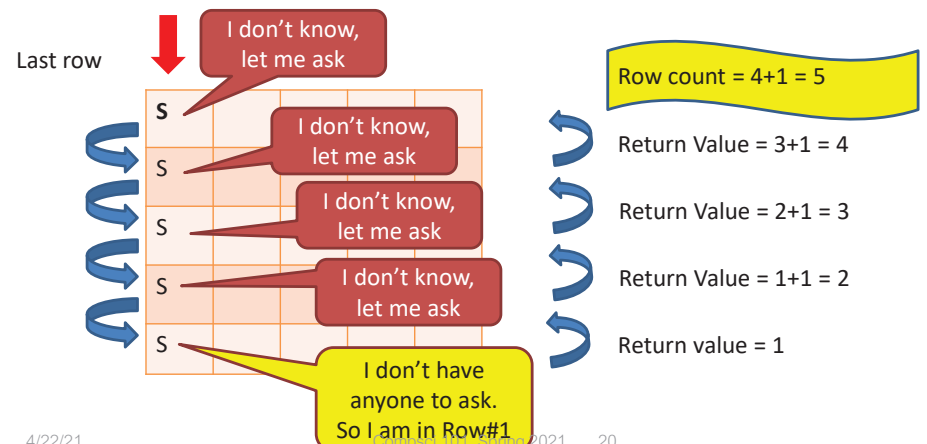 Last row
I don't know,
let me ask
Row count = 4+1 = 5
S
I don't know,
let me ask
Return Value = 3+1 = 4
S
I don't know,
let me ask
Return Value = 2+1 = 3
S
I don't know,
let me ask
Return Value = 1+1 = 2
S
Return value = 1
S
I don't have
anyone to ask.
So I am in Row#1
4/22/21
Compsci 101, Spring 2021
20